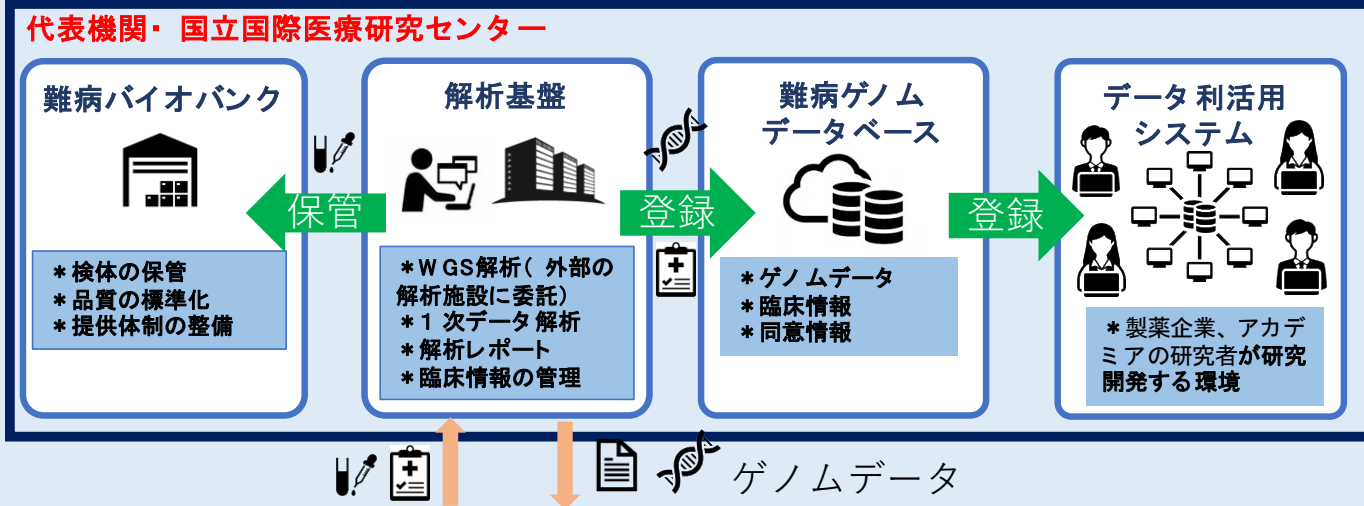 代表機関・ 国立国際医療研究センター
難病バイオバンク
保管
＊検体の保管
＊品質の標準化
＊提供体制の整備
解析基盤
＊WGS解析( 外部の
解析施設に委託)
＊1 次データ解析
＊解析レポート
＊臨床情報の管理
登録
難病ゲノム
データベース
＊ゲノムデータ
＊臨床情報
＊同意情報
登録
データ 利活用
システム
＊製薬企業、アカデ
ミアの研究者が研究
開発する環境
ゲノムデータ